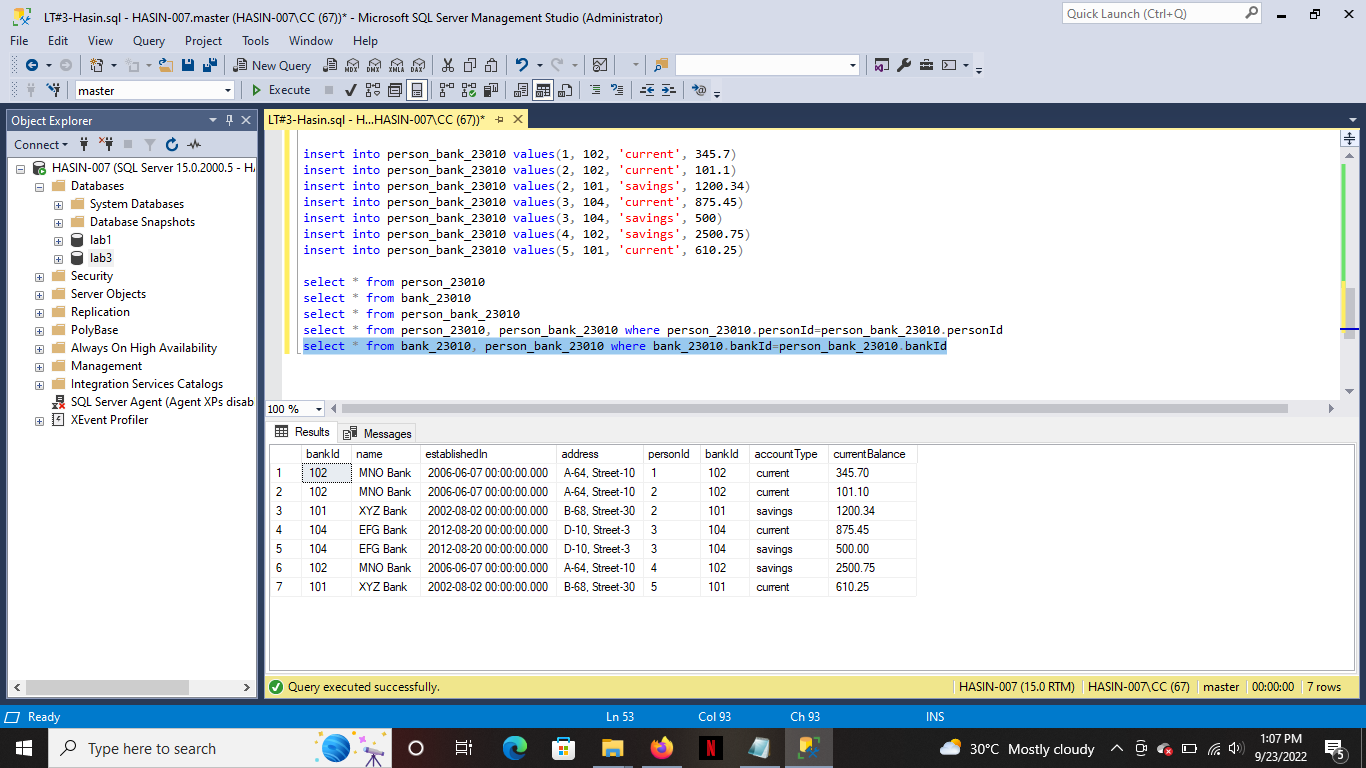 LT#3-Hasin.sql - HASIN-007.master (HASIN-007\CC (67))* - Microsoft SQL Server Management Studio (Administrator)
Quick Launch (Ctrl+Q)
File Edit View Query Project Tools Window Help
New Query MDX DMX XMLA DAX
master Execute
Object Explorer
LT#3-Hasin.sql - H...HASIN-007\CC (67))*
Connect
HASIN-007 (SQL Server 15.0.2000.5 - HA
Databases
System Databases
Database Snapshots
lab1
lab3
Security
Server Objects
Replication
PolyBase
Always On High Availability
Management
Integration Services Catalogs
SQL Server Agent (Agent XPs disab
XEvent Profiler
insert into person_bank_23010 values(1, 102, 'current', 345.7)
insert into person_bank_23010 values(2, 102, 'current', 101.1)
insert into person_bank_23010 values(2, 101, 'savings', 1200.34)
insert into person_bank_23010 values(3, 104, 'current', 875.45)
insert into person_bank_23010 values(3, 104, 'savings', 500)
insert into person_bank_23010 values(4, 102, 'savings', 2500.75)
insert into person_bank_23010 values(5, 101, 'current', 610.25)
select * from person_23010
select * from bank_23010
select * from person_bank_23010
select * from person_23010, person_bank_23010 where person_23010.personId=person_bank_23010.personId
select * from bank_23010, person_bank_23010 where bank_23010.bankId=person_bank_23010.bankId
100 %
Results Messages
bankId name establishedIn address personId bankId accountType currentBalance
1 102 MNO Bank 2006-06-07 00:00:00.000 A-64, Street-10 1 102 current 345.70
2 102 MNO Bank 2006-06-07 00:00:00.000 A-64, Street-10 2 102 current 101.10
3 101 XYZ Bank 2002-08-02 00:00:00.000 B-68, Street-30 2 101 savings 1200.34
4 104 EFG Bank 2012-08-20 00:00:00.000 D-10, Street-3 3 104 current 875.45
5 104 EFG Bank 2012-08-20 00:00:00.000 D-10, Street-3 3 104 savings 500.00
6 102 MNO Bank 2006-06-07 00:00:00.000 A-64, Street-10 4 102 savings 2500.75
7 101 XYZ Bank 2002-08-02 00:00:00.000 B-68, Street-30 5 101 current 610.25
Query executed successfully. HASIN-007 (15.0 RTM) HASIN-007\CC (67) master 00:00:00 7 rows
Ready Ln 53 Col 93 Ch 93 INS
Type here to search N 30°C Mostly cloudy 1:07 PM
9/23/2022 5